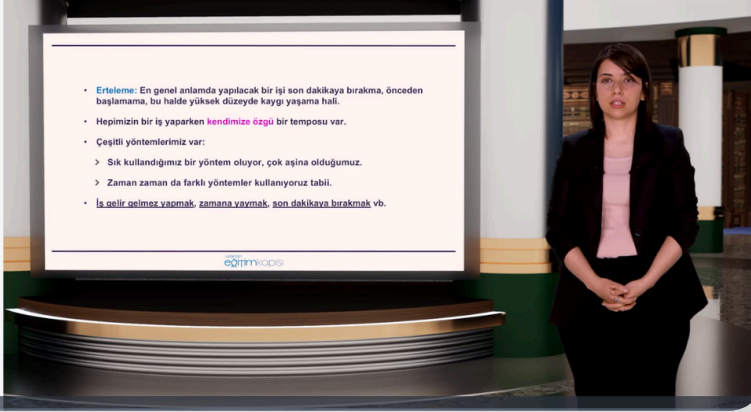 Erteleme: En genel anlamda yapılacak bir işi son dakikaya bırakma, önceden
başlamama, bu halde yüksek düzeyde kaygı yaşama hali.
Hepimizin bir iş yaparken kendimize özgü bir temposu var.
Çeşitli yöntemlerimiz var:
Sık kullandığımız bir yöntem oluyor, çok aşina olduğumuz.
Zaman zaman da farklı yöntemler kullanıyoruz tabii.
İş gelir gelmez yapmak, zamana yaymak, son dakikaya bırakmak vb.
eğitimkapısı